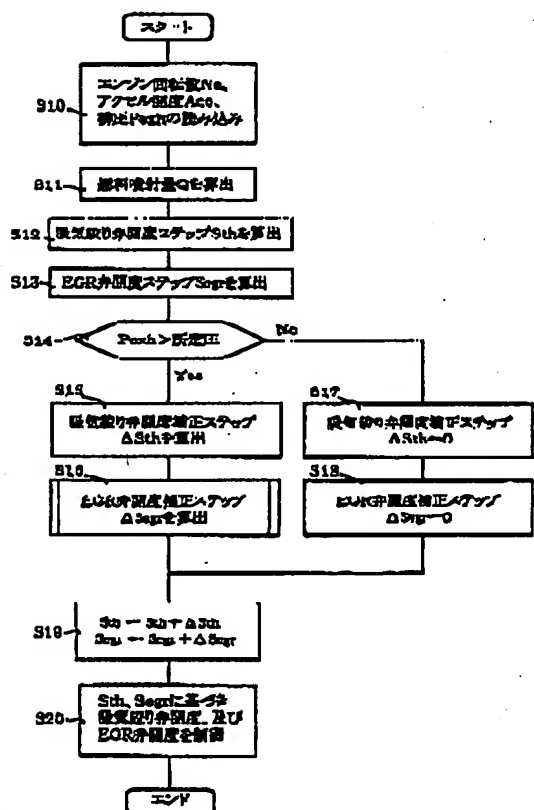 スタート
S10
エンジン回転数Ne、
アクセル開度Acc、
排圧Pexhの読み込み
S11
燃料噴射量Qを算出
S12
吸気絞り弁開度ステップSthを算出
S13
EGR弁開度ステップSegrを算出
S14
Pexh>所定圧
No
Yes
S15
吸気絞り弁開度補正ステップ
ΔSthを算出
S17
吸気絞り弁開度補正ステップ
ΔSth=0
S16
EGR弁開度補正ステップ
ΔSegrを算出
S18
EGR弁開度補正ステップ
ΔSegr=0
S19
Sth ← Sth + ΔSth
Segr ← Segr + ΔSegr
S20
Sth、Segrに基づき
吸気絞り弁開度、及び
EGR弁開度を制御
エンド